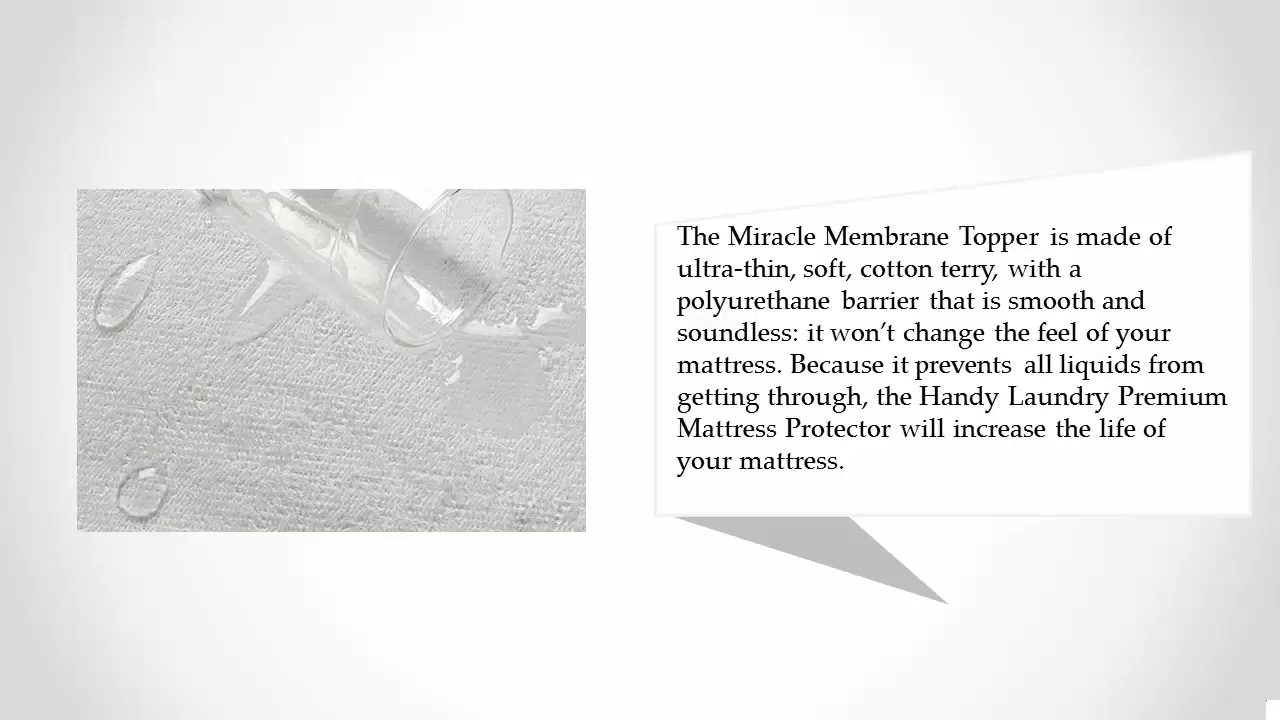 The Miracle Membrane Topper is made of
ultra-thin, soft, cotton terry, with a
polyurethane barrier that is smooth and
soundless: it won’t change the feel of your
mattress. Because it prevents all liquids from
getting through, the Handy Laundry Premium
Mattress Protector will increase the life of
your mattress.